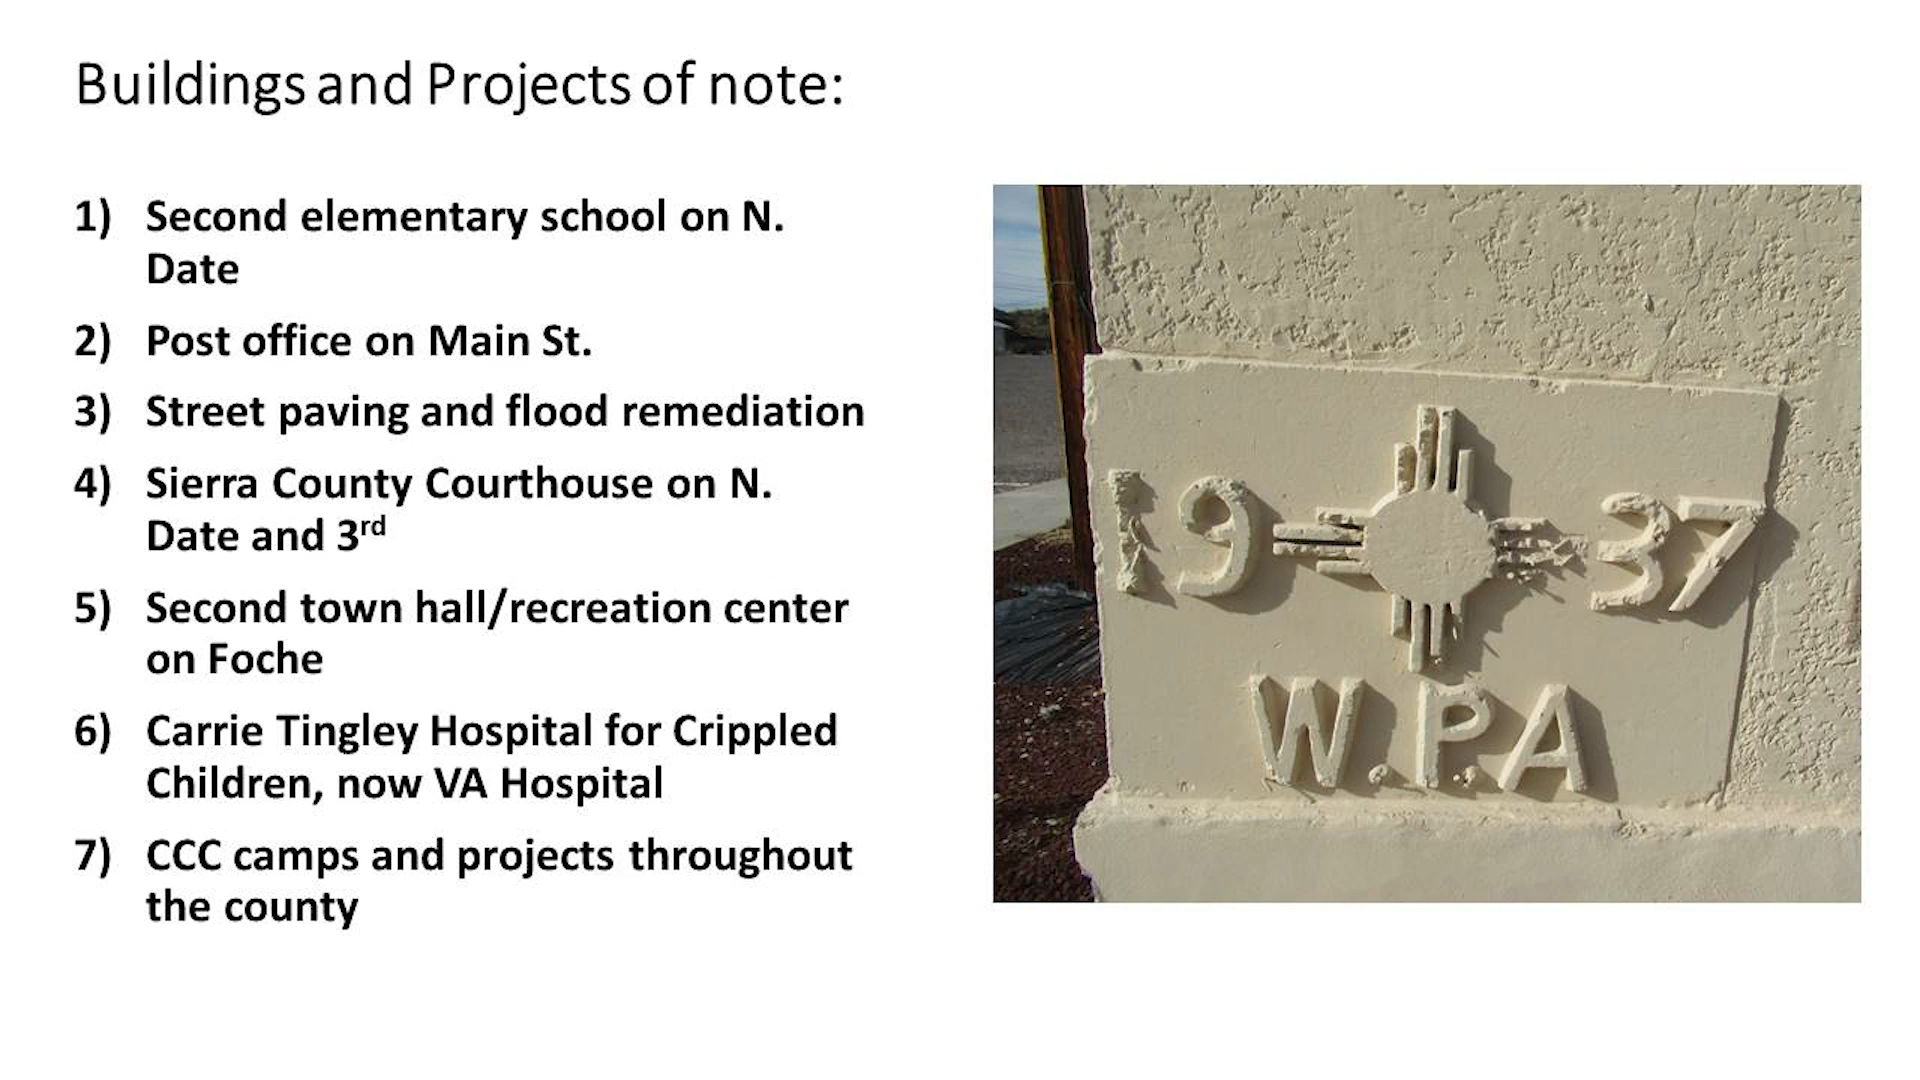 Buildings and Projects of note:
1) Second elementary school on N.
Date
2) Post office on Main St.
3) Street paving and flood remediation
4) Sierra County Courthouse on N.
Date and 3rd
5) Second town hall/recreation center
on Foche
6) Carrie Tingley Hospital for Crippled
Children, now VA Hospital
7) CCC camps and projects throughout
the county
19 37
W.P.A